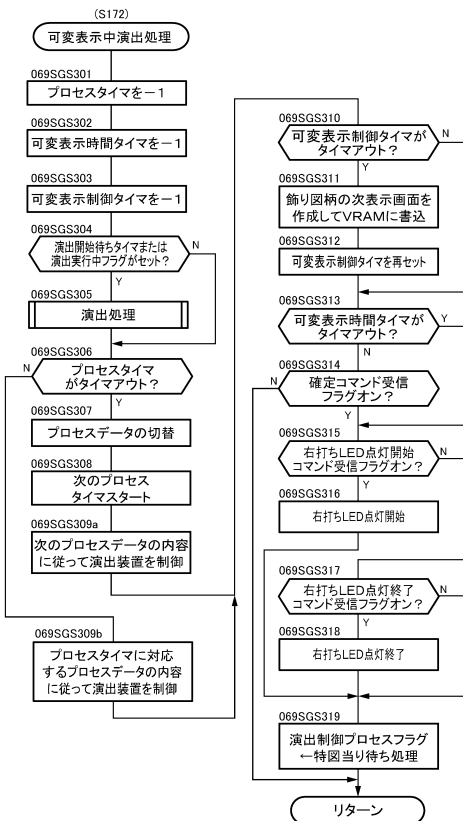 (S172)
可変表示中演出処理
069SGS301
プロセスタイマを－１
069SGS302
可変表示時間タイマを－１
069SGS303
可変表示制御タイマを－１
069SGS304
演出開始待ちタイマまたは
演出実行中フラグがセット？
N
Y
069SGS305
演出処理
069SGS306
N
プロセスタイマ
がタイマアウト？
Y
069SGS307
プロセスデータの切替
069SGS308
次のプロセス
タイマスタート
069SGS309a
次のプロセスデータの内容
に従って演出装置を制御
069SGS309b
プロセスタイマに対応
するプロセスデータの内容
に従って演出装置を制御
069SGS310
可変表示制御タイマが
タイマアウト？
N
Y
069SGS311
飾り図柄の次表示画面を
作成してVRAMに書込
069SGS312
可変表示制御タイマを再セット
069SGS313
可変表示時間タイマが
タイマアウト？
Y
N
069SGS314
N
確定コマンド受信
フラグオン？
Y
069SGS315
右打ちLED点灯開始
コマンド受信フラグオン？
N
Y
069SGS316
右打ちLED点灯開始
069SGS317
右打ちLED点灯終了
コマンド受信フラグオン？
N
Y
069SGS318
右打ちLED点灯終了
069SGS319
演出制御プロセスフラグ
←特図当り待ち処理
リターン